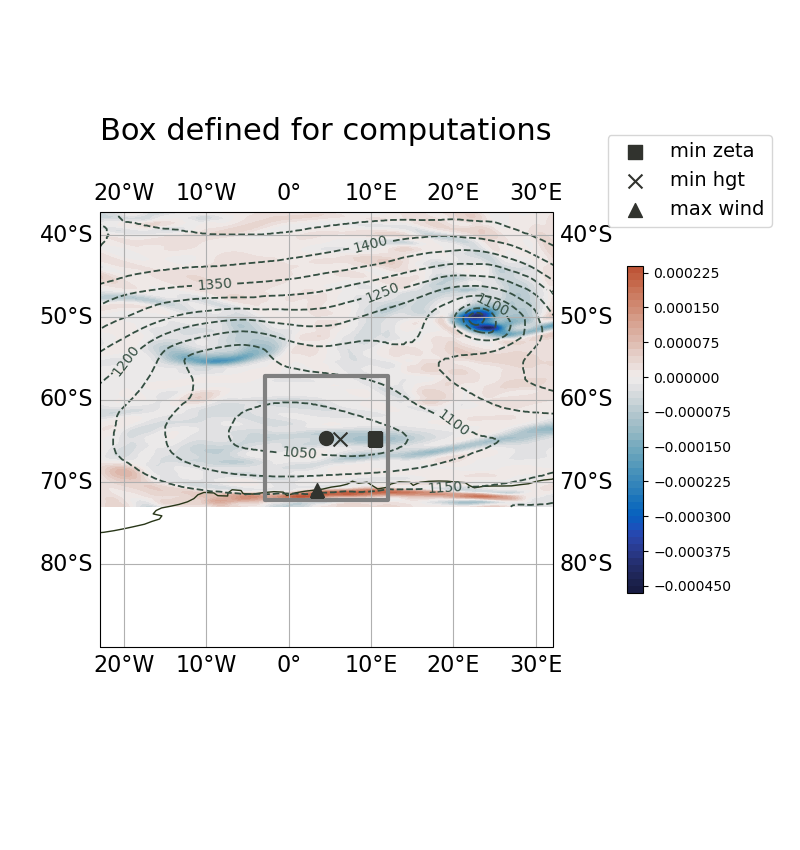 Box defined for computations
min zeta
min hgt
max wind
20°W 10°W 0° 10°E 20°E 30°E
40°S 40°S
1400
1350
1250
1100
50°S 50°S
1200
60°S 60°S
1100
1050
70°S 70°S
1150
80°S 80°S
20°W 10°W 0° 10°E 20°E 30°E
0.000225
0.000150
0.000075
0.000000
−0.000075
−0.000150
−0.000225
−0.000300
−0.000375
−0.000450